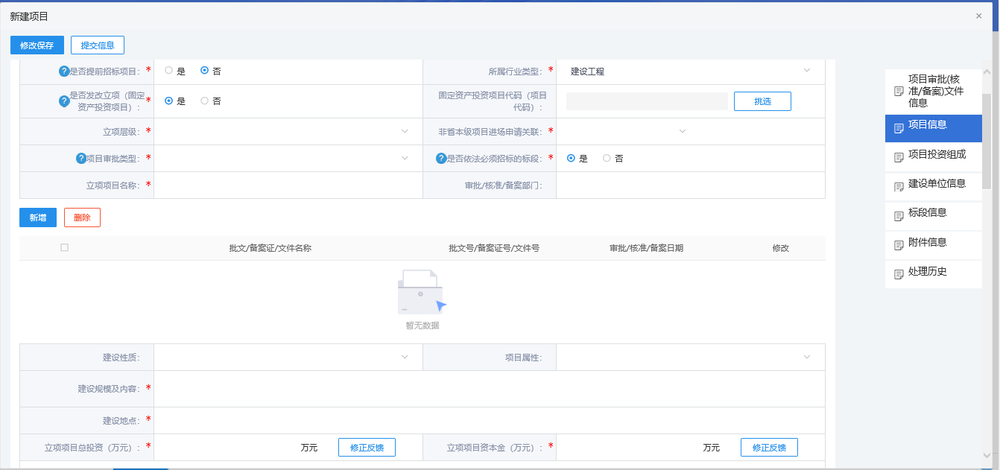 新建项目
×
修改保存 提交信息
?是否提前招标项目: * 是 否 所属行业类型: * 建设工程
?是否发改立项（固定资产投资项目）: * 是 否 固定资产投资项目代码（项目代码）: 挑选
立项层级: * 非省本级项目进场申请关联: *
?项目审批类型: * ?是否依法必须招标的标段: * 是 否
立项项目名称: * 审批/核准/备案部门:
新增 删除
批文/备案证/文件名称 批文号/备案证号/文件号 审批/核准/备案日期 修改
暂无数据
建设性质: 项目属性:
建设规模及内容: *
建设地点: *
立项项目总投资（万元）: * 万元 修正反馈 立项项目资本金（万元）: * 万元 修正反馈
项目审批(核
准/备案)文件
信息
项目信息
项目投资组成
建设单位信息
标段信息
附件信息
处理历史